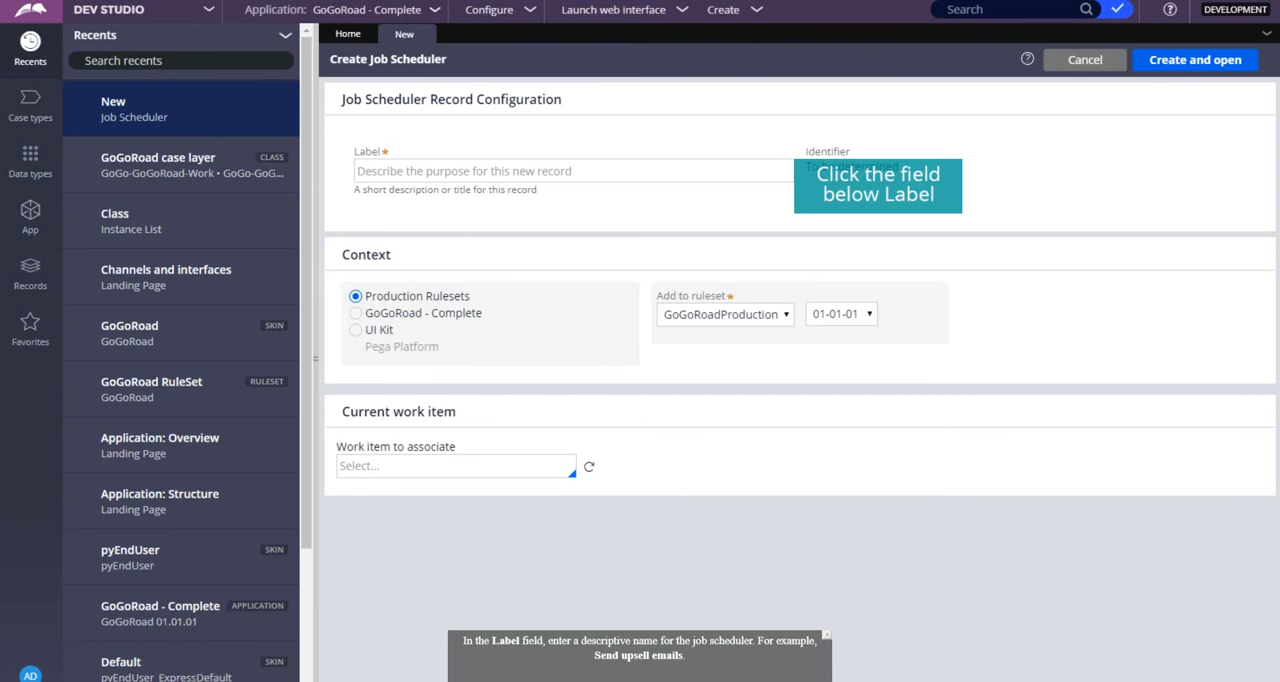 DEV STUDIO
Application: GoGoRoad - Complete
Configure
Launch web interface
Create
Search
DEVELOPMENT
Recents
Case types
Data types
App
Records
Favorites
AD
Recents
Search recents
New
Job Scheduler
GoGoRoad case layer CLASS
GoGo-GoGoRoad-Work • GoGo-GoG...
Class
Instance List
Channels and interfaces
Landing Page
GoGoRoad SKIN
GoGoRoad
GoGoRoad RuleSet RULESET
GoGoRoad
Application: Overview
Landing Page
Application: Structure
Landing Page
pyEndUser SKIN
pyEndUser
GoGoRoad - Complete APPLICATION
GoGoRoad 01.01.01
Default SKIN
pyEndUser_ExpressDefault
Home New
Create Job Scheduler
Cancel
Create and open
Job Scheduler Record Configuration
Label★
Describe the purpose for this new record
A short description or title for this record
Identifier
To be determined
Click the field
below Label
Context
Production Rulesets
GoGoRoad - Complete
UI Kit
Pega Platform
Add to ruleset★
GoGoRoadProduction
01-01-01
Current work item
Work item to associate
Select...
In the Label field, enter a descriptive name for the job scheduler. For example,
Send upsell emails.